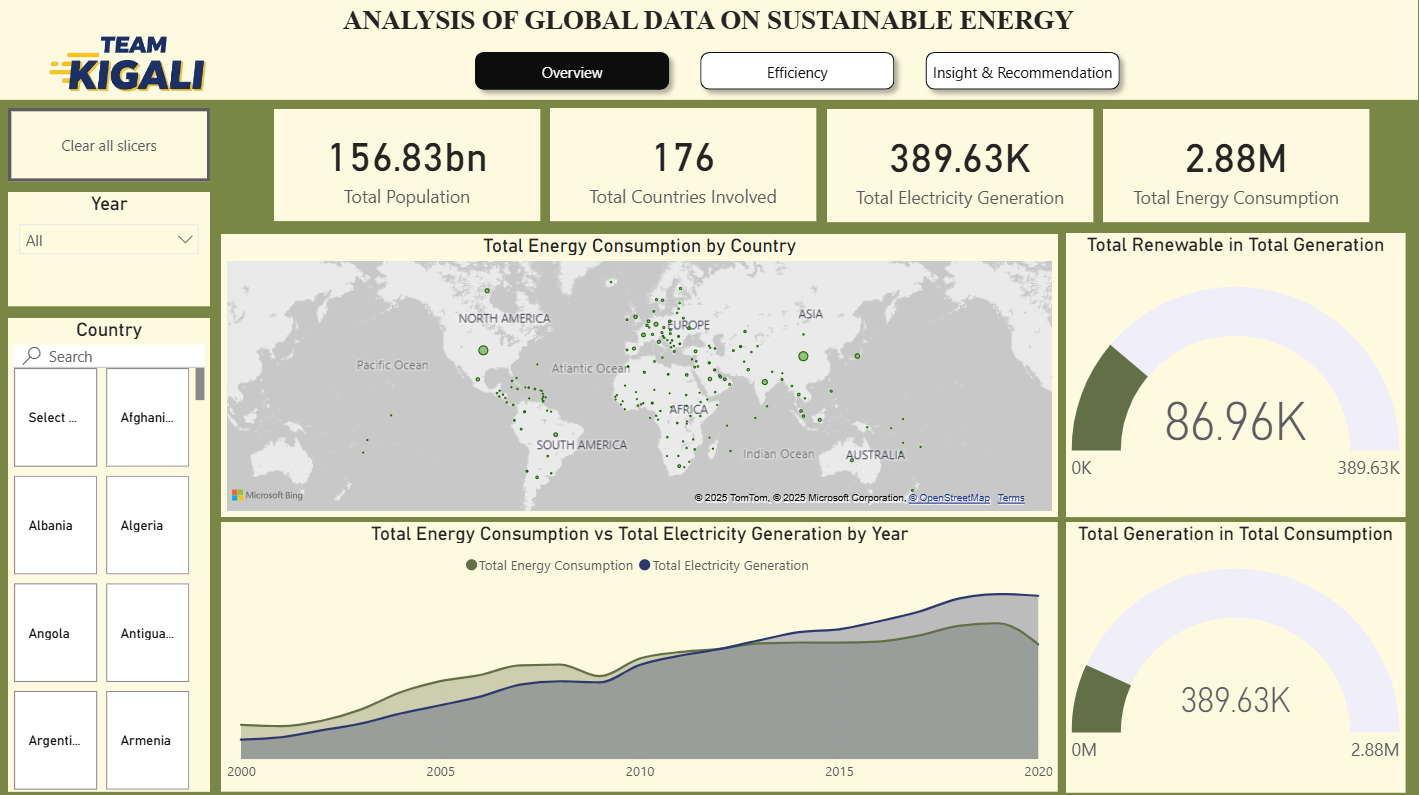 ANALYSIS OF GLOBAL DATA ON SUSTAINABLE ENERGY
TEAM
KIGALI
Overview
Efficiency
Insight & Recommendation
Clear all slicers
156.83bn
Total Population
176
Total Countries Involved
389.63K
Total Electricity Generation
2.88M
Total Energy Consumption
Year
All
Country
Search
Select ...
Afghani...
Albania
Algeria
Angola
Antigua...
Argenti...
Armenia
Total Energy Consumption by Country
NORTH AMERICA
EUROPE
ASIA
Pacific Ocean
Atlantic Ocean
AFRICA
SOUTH AMERICA
Indian Ocean
AUSTRALIA
Microsoft Bing
© 2025 TomTom, © 2025 Microsoft Corporation, © OpenStreetMap Terms
Total Renewable in Total Generation
86.96K
0K
389.63K
Total Energy Consumption vs Total Electricity Generation by Year
Total Energy Consumption
Total Electricity Generation
2000
2005
2010
2015
2020
Total Generation in Total Consumption
389.63K
0M
2.88M